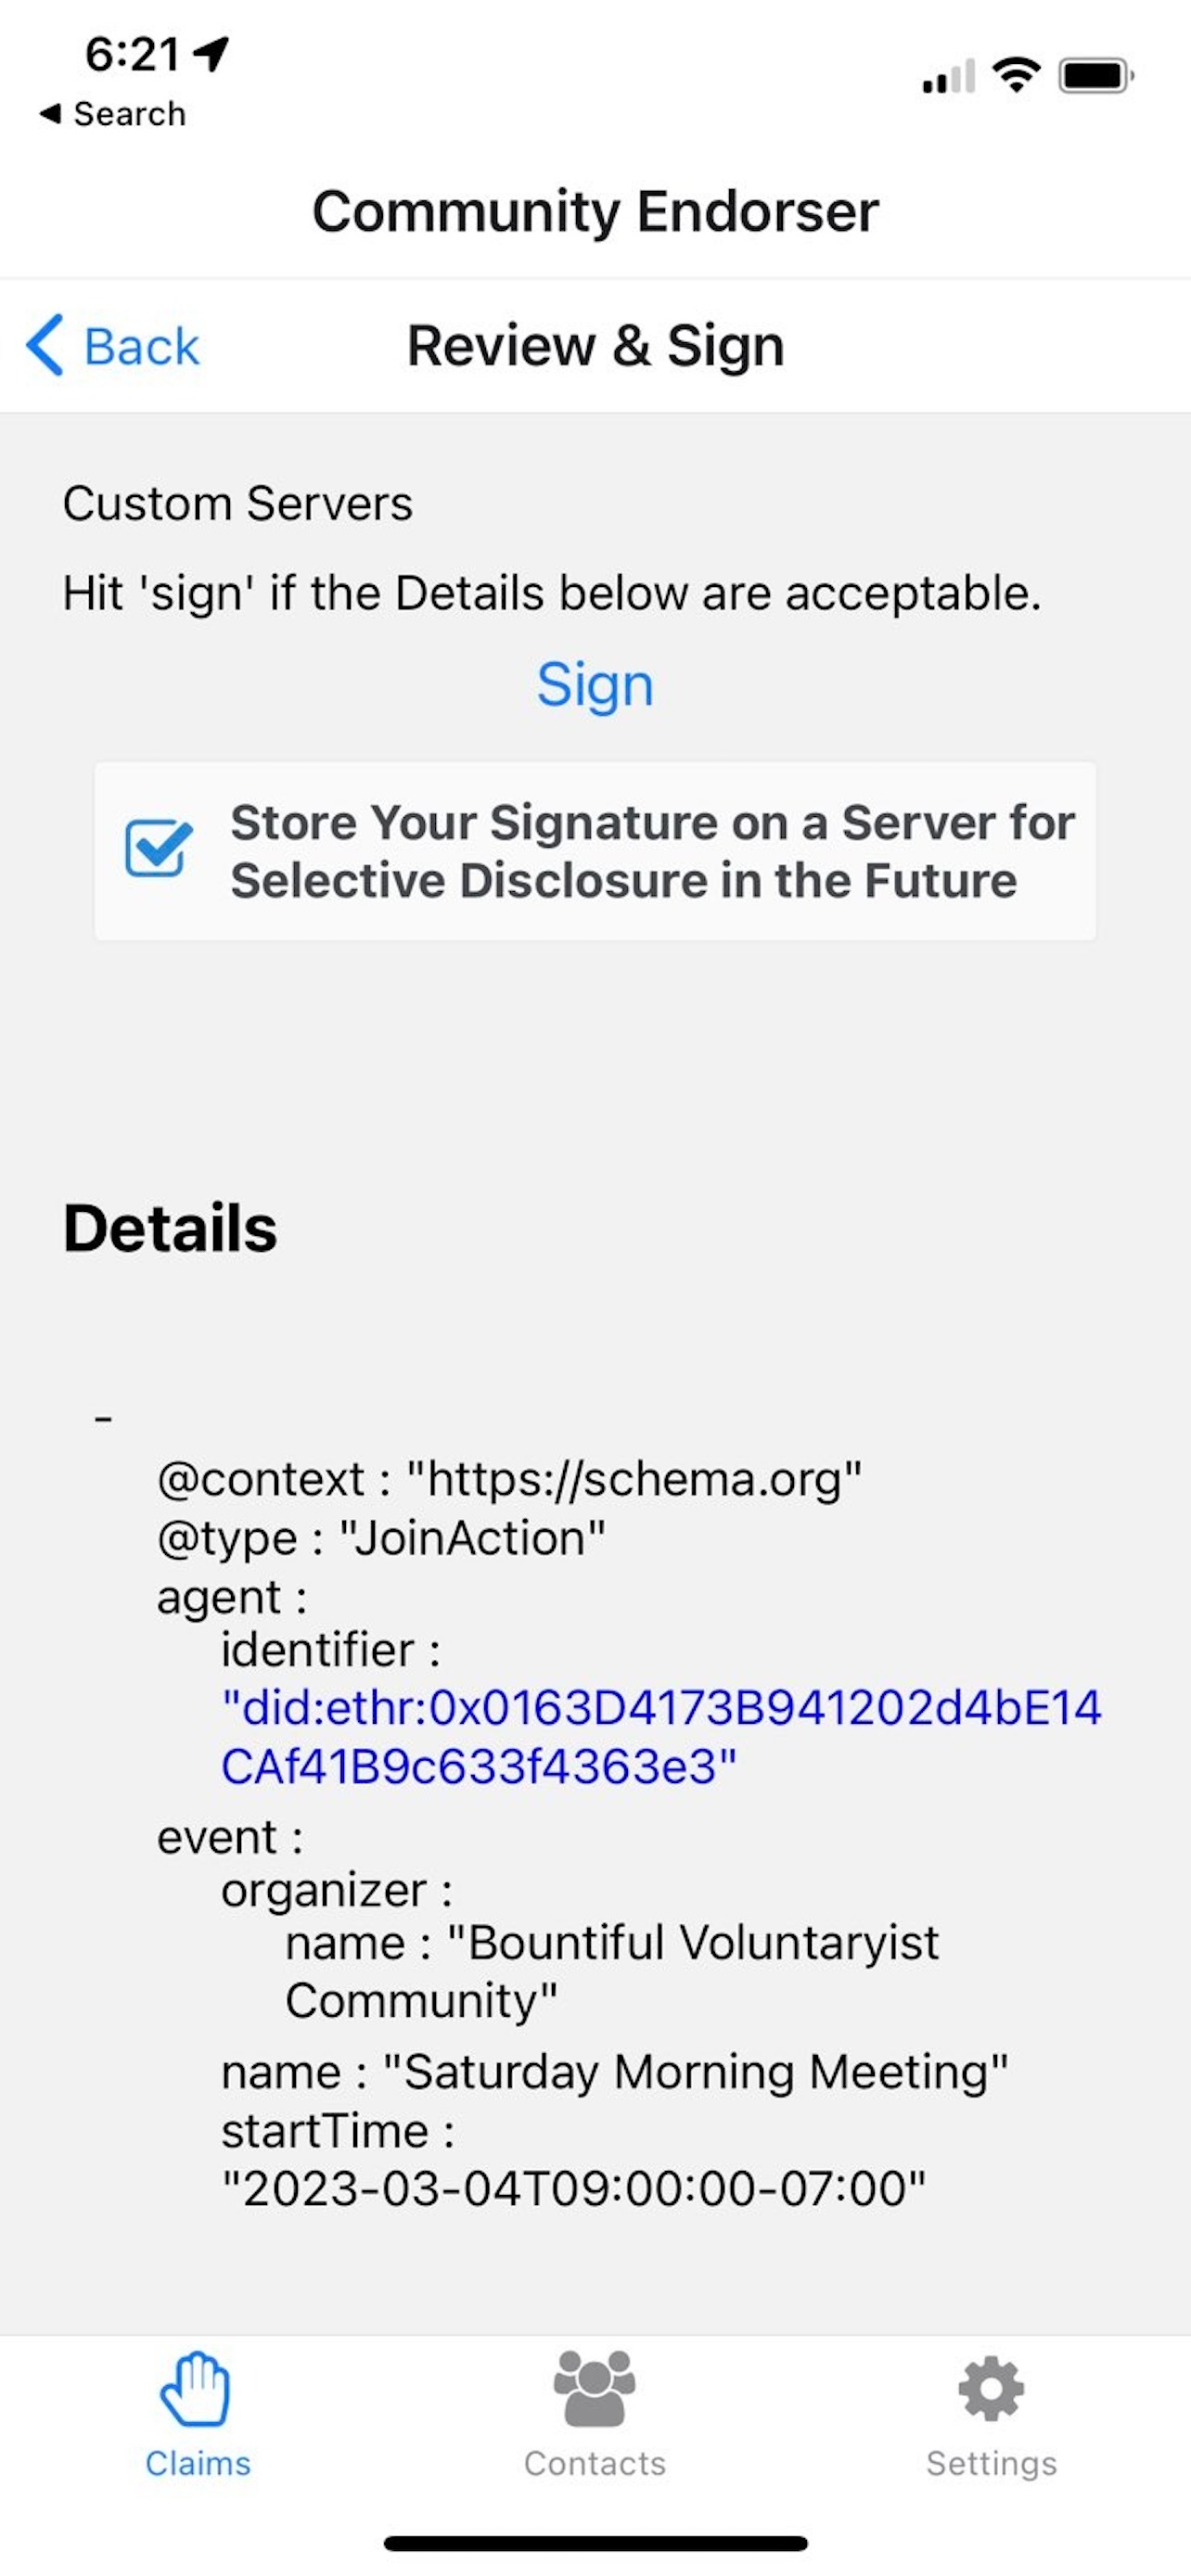 6:21
Search
Community Endorser
Back
Review & Sign
Custom Servers
Hit 'sign' if the Details below are acceptable.
Sign
Store Your Signature on a Server for
Selective Disclosure in the Future
Details
-
@context : "https://schema.org"
@type : "JoinAction"
agent :
identifier :
"did:ethr:0x0163D4173B941202d4bE14
CAf41B9c633f4363e3"
event :
organizer :
name : "Bountiful Voluntaryist
Community"
name : "Saturday Morning Meeting"
startTime :
"2023-03-04T09:00:00-07:00"
Claims
Contacts
Settings